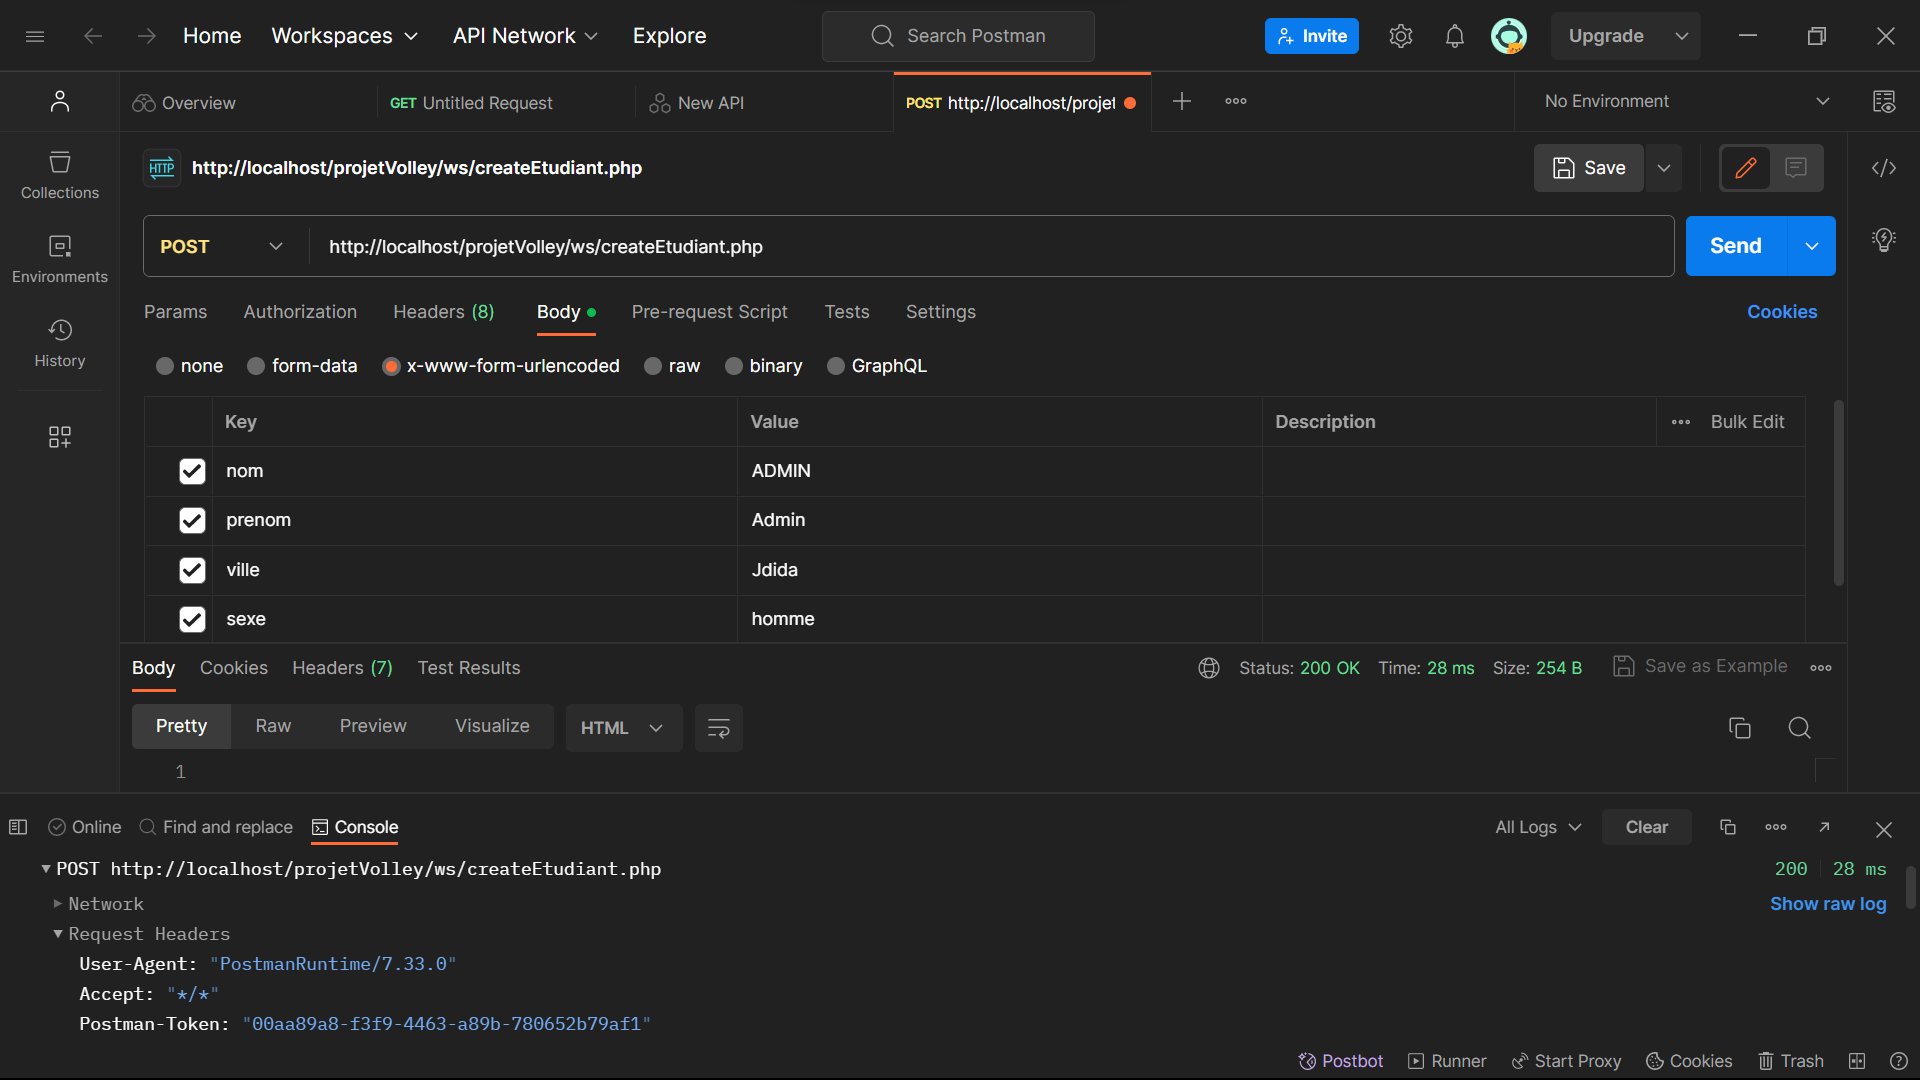 Home Workspaces API Network Explore Search Postman Invite Upgrade
Overview GET Untitled Request New API POST http://localhost/projet No Environment
HTTP http://localhost/projetVolley/ws/createEtudiant.php Save
Collections
Environments
History
POST http://localhost/projetVolley/ws/createEtudiant.php Send
Params Authorization Headers (8) Body Pre-request Script Tests Settings Cookies
none form-data x-www-form-urlencoded raw binary GraphQL
Key Value Description Bulk Edit
nom ADMIN
prenom Admin
ville Jdida
sexe homme
Body Cookies Headers (7) Test Results Status: 200 OK Time: 28 ms Size: 254 B Save as Example
Pretty Raw Preview Visualize HTML
1
Online Find and replace Console All Logs Clear
POST http://localhost/projetVolley/ws/createEtudiant.php 200 28 ms
Network Show raw log
Request Headers
User-Agent: "PostmanRuntime/7.33.0"
Accept: "*/*"
Postman-Token: "00aa89a8-f3f9-4463-a89b-780652b79af1"
Postbot Runner Start Proxy Cookies Trash